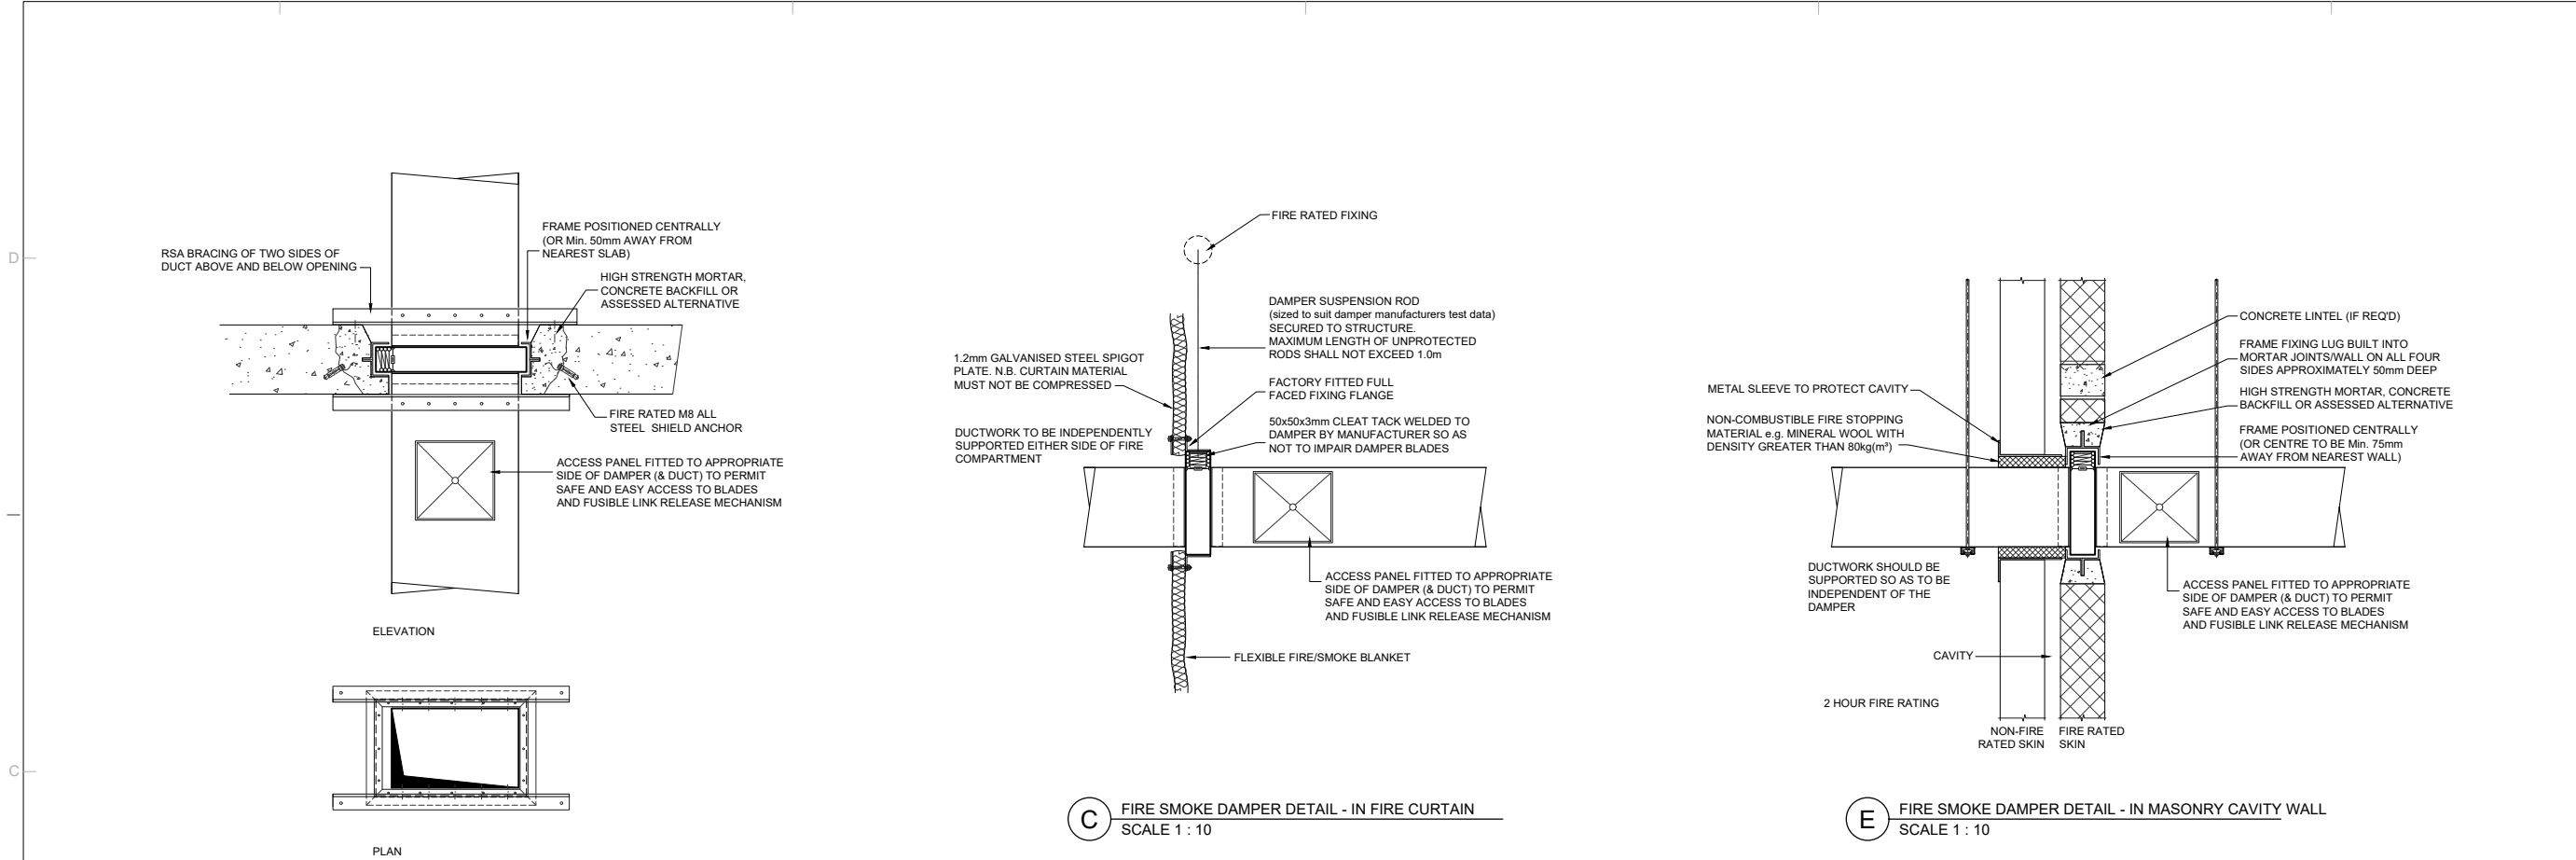 D
C
RSA BRACING OF TWO SIDES OF
DUCT ABOVE AND BELOW OPENING
FRAME POSITIONED CENTRALLY
(OR Min. 50mm AWAY FROM
NEAREST SLAB)
HIGH STRENGTH MORTAR,
CONCRETE BACKFILL OR
ASSESSED ALTERNATIVE
FIRE RATED M8 ALL
STEEL SHIELD ANCHOR
ACCESS PANEL FITTED TO APPROPRIATE
SIDE OF DAMPER (& DUCT) TO PERMIT
SAFE AND EASY ACCESS TO BLADES
AND FUSIBLE LINK RELEASE MECHANISM
ELEVATION
PLAN
FIRE RATED FIXING
DAMPER SUSPENSION ROD
(sized to suit damper manufacturers test data)
SECURED TO STRUCTURE.
MAXIMUM LENGTH OF UNPROTECTED
RODS SHALL NOT EXCEED 1.0m
1.2mm GALVANISED STEEL SPIGOT
PLATE. N.B. CURTAIN MATERIAL
MUST NOT BE COMPRESSED
FACTORY FITTED FULL
FACED FIXING FLANGE
50x50x3mm CLEAT TACK WELDED TO
DAMPER BY MANUFACTURER SO AS
NOT TO IMPAIR DAMPER BLADES
DUCTWORK TO BE INDEPENDENTLY
SUPPORTED EITHER SIDE OF FIRE
COMPARTMENT
ACCESS PANEL FITTED TO APPROPRIATE
SIDE OF DAMPER (& DUCT) TO PERMIT
SAFE AND EASY ACCESS TO BLADES
AND FUSIBLE LINK RELEASE MECHANISM
FLEXIBLE FIRE/SMOKE BLANKET
C
FIRE SMOKE DAMPER DETAIL - IN FIRE CURTAIN
SCALE 1 : 10
CONCRETE LINTEL (IF REQ'D)
FRAME FIXING LUG BUILT INTO
MORTAR JOINTS/WALL ON ALL FOUR
SIDES APPROXIMATELY 50mm DEEP
HIGH STRENGTH MORTAR, CONCRETE
BACKFILL OR ASSESSED ALTERNATIVE
FRAME POSITIONED CENTRALLY
(OR CENTRE TO BE Min. 75mm
AWAY FROM NEAREST WALL)
METAL SLEEVE TO PROTECT CAVITY
NON-COMBUSTIBLE FIRE STOPPING
MATERIAL e.g. MINERAL WOOL WITH
DENSITY GREATER THAN 80kg(m³)
DUCTWORK SHOULD BE
SUPPORTED SO AS TO BE
INDEPENDENT OF THE
DAMPER
ACCESS PANEL FITTED TO APPROPRIATE
SIDE OF DAMPER (& DUCT) TO PERMIT
SAFE AND EASY ACCESS TO BLADES
AND FUSIBLE LINK RELEASE MECHANISM
CAVITY
2 HOUR FIRE RATING
NON-FIRE
RATED SKIN
FIRE RATED
SKIN
E
FIRE SMOKE DAMPER DETAIL - IN MASONRY CAVITY WALL
SCALE 1 : 10